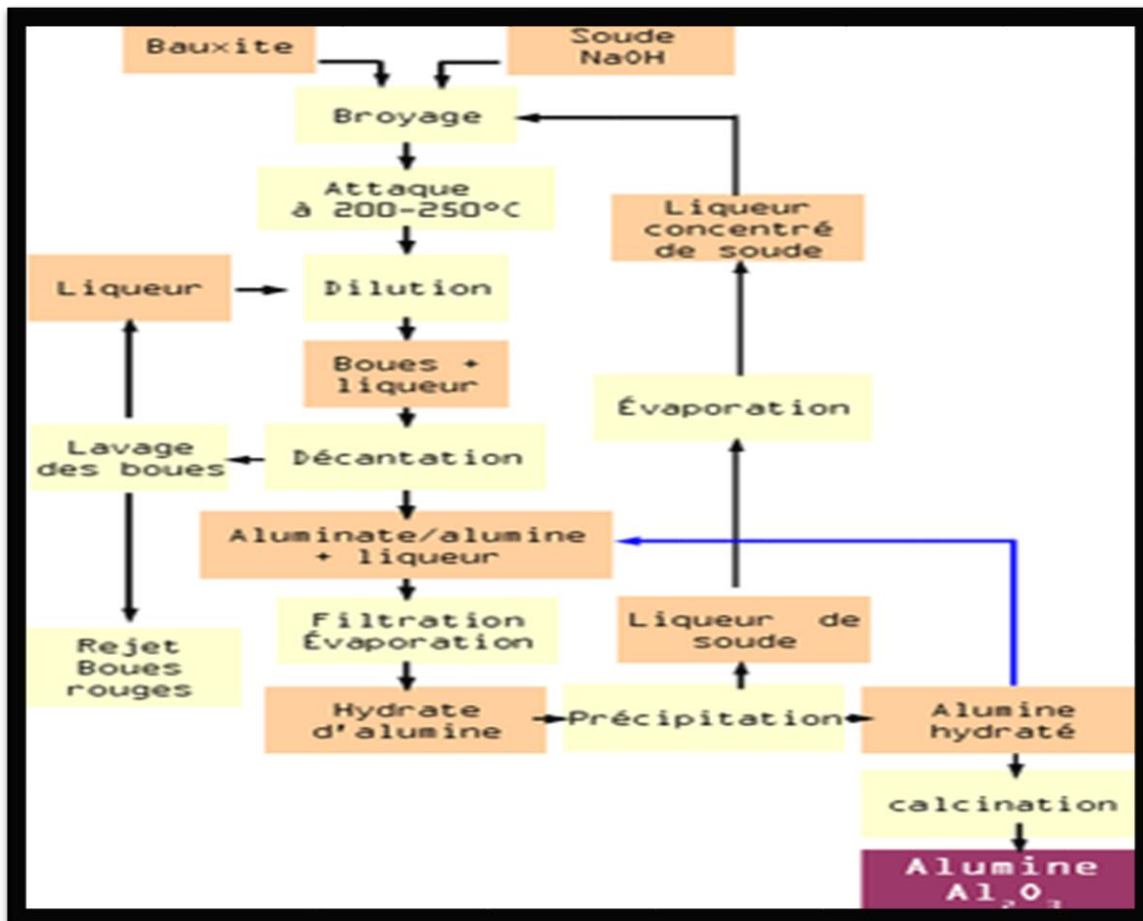 Bauxite
Soude
NaOH
Broyage
Attaque
à 200-250°C
Liqueur
concentré
de soude
Liqueur
Dilution
Boues +
liqueur
Évaporation
Lavage
des boues
Décantation
Aluminate/alumine
+ liqueur
Filtration
Évaporation
Liqueur de
soude
Rejet
Boues
rouges
Hydrate
d'alumine
Précipitation
Alumine
hydraté
calcination
Alumine
Al₂O₃